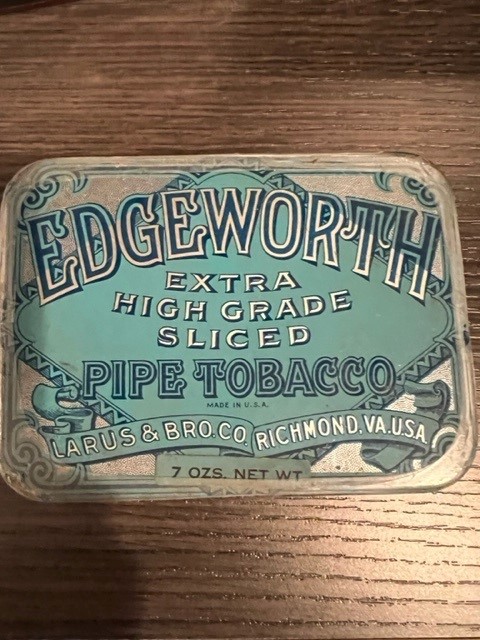 EDGEWORTH
EXTRA
HIGH GRADE
SLICED
PIPE TOBACCO
MADE IN U.S.A.
LARUS & BRO.CO. RICHMOND.VA.U.S.A.
7 OZS. NET WT